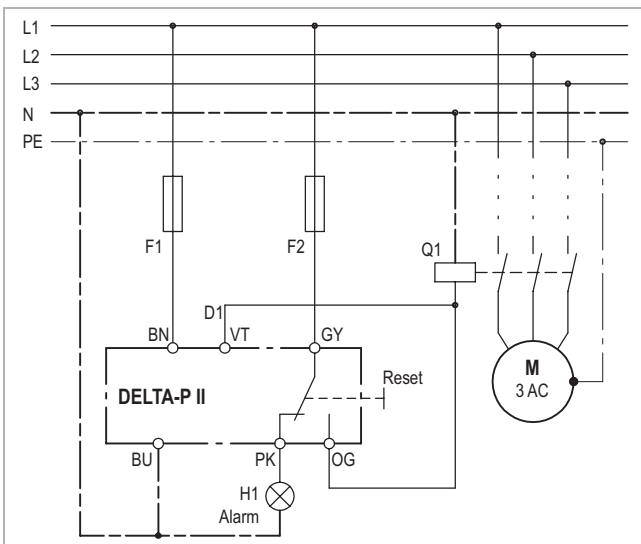 L1
L2
L3
N
PE
F1
F2
Q1
D1
BN
VT
GY
DELTA-P II
Reset
M
3 AC
BU
PK
OG
H1
Alarm